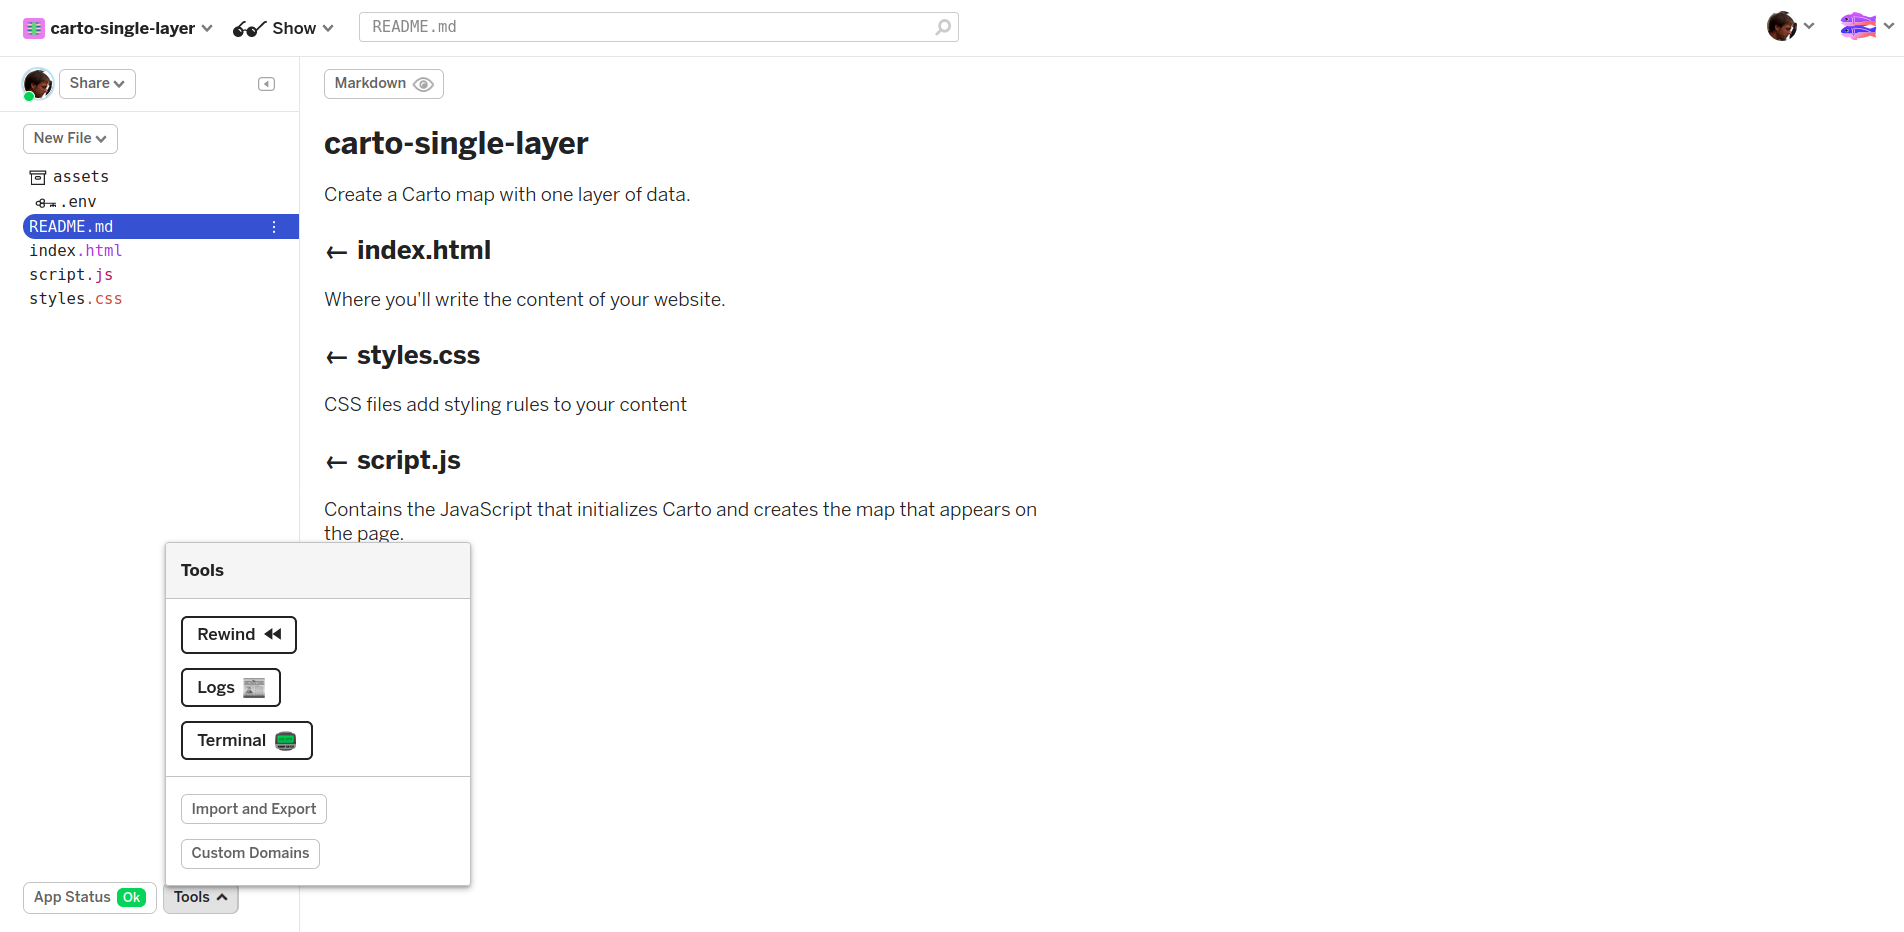 carto-single-layer
Show
README.md
Share
New File
assets
.env
README.md
index.html
script.js
styles.css
Markdown
carto-single-layer
Create a Carto map with one layer of data.
← index.html
Where you'll write the content of your website.
← styles.css
CSS files add styling rules to your content
← script.js
Contains the JavaScript that initializes Carto and creates the map that appears on
the page.
Tools
Rewind
Logs
Terminal
Import and Export
Custom Domains
App Status Ok
Tools